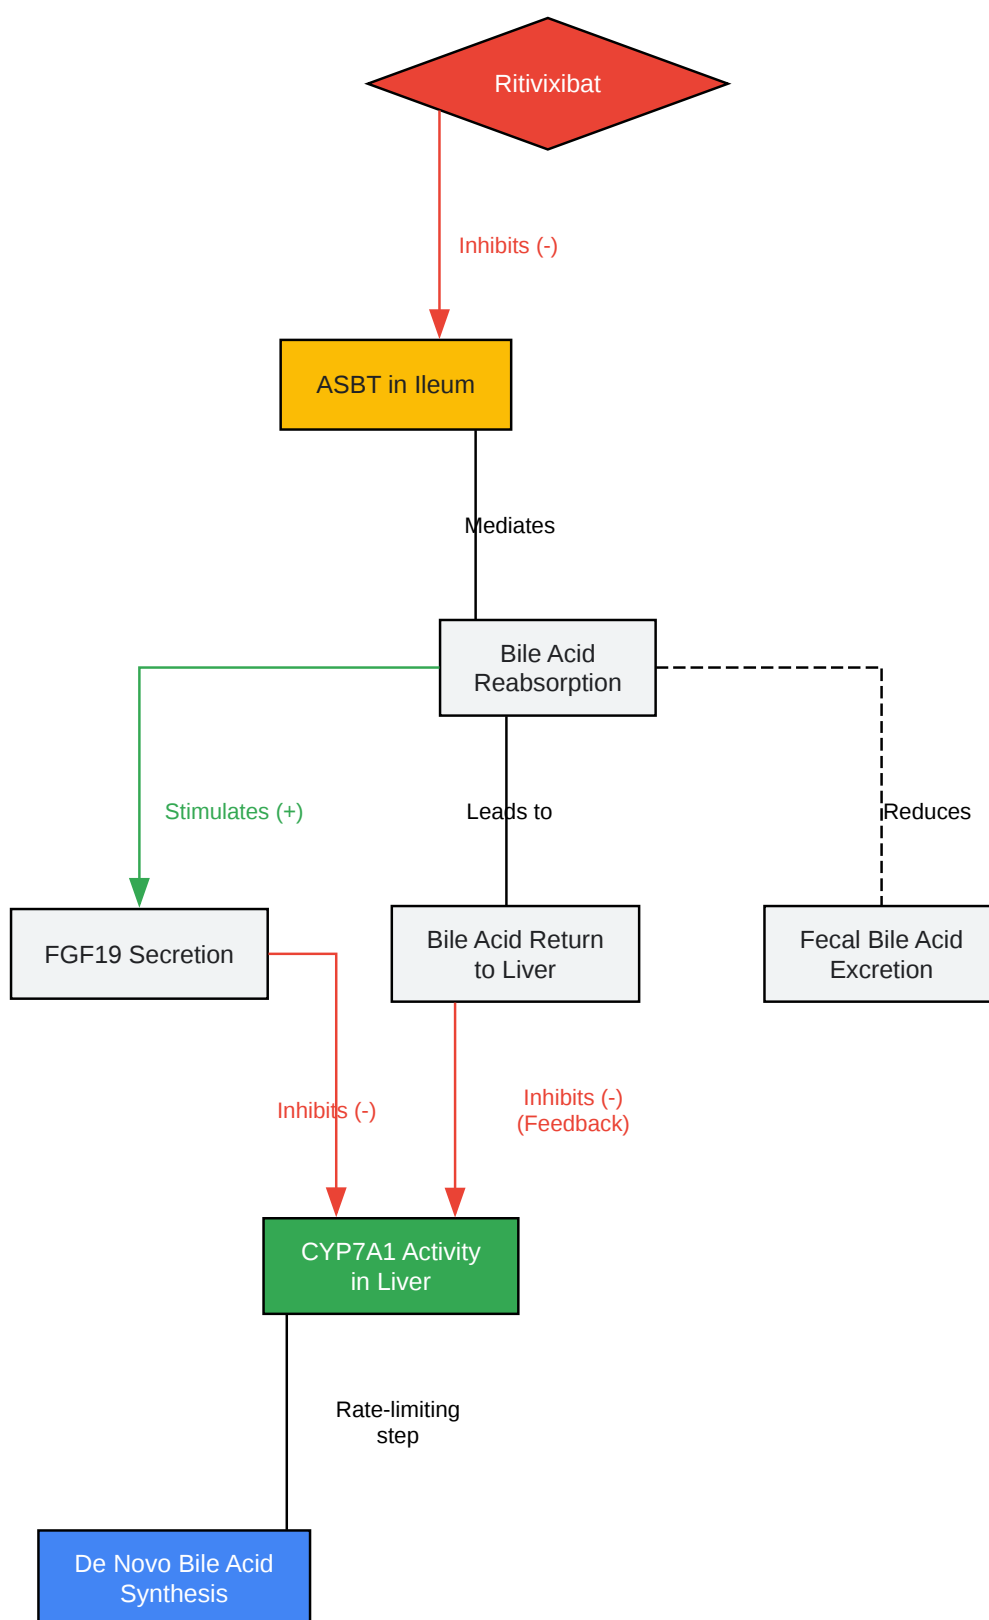 Ritivixibat
Inhibits (-)
ASBT in Ileum
Mediates
Bile Acid
Reabsorption
Stimulates (+)
Leads to
Reduces
FGF19 Secretion
Bile Acid Return
to Liver
Fecal Bile Acid
Excretion
Inhibits (-)
Inhibits (-)
(Feedback)
CYP7A1 Activity
in Liver
Rate-limiting
step
De Novo Bile Acid
Synthesis